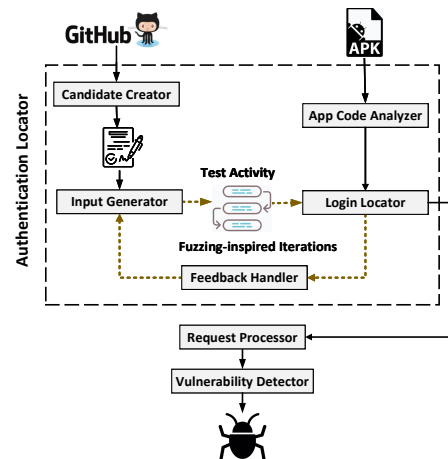 GitHub
APK
Candidate Creator
App Code Analyzer
Authentication Locator
Test Activity
Input Generator
Login Locator
Fuzzing-inspired Iterations
Feedback Handler
Request Processor
Vulnerability Detector